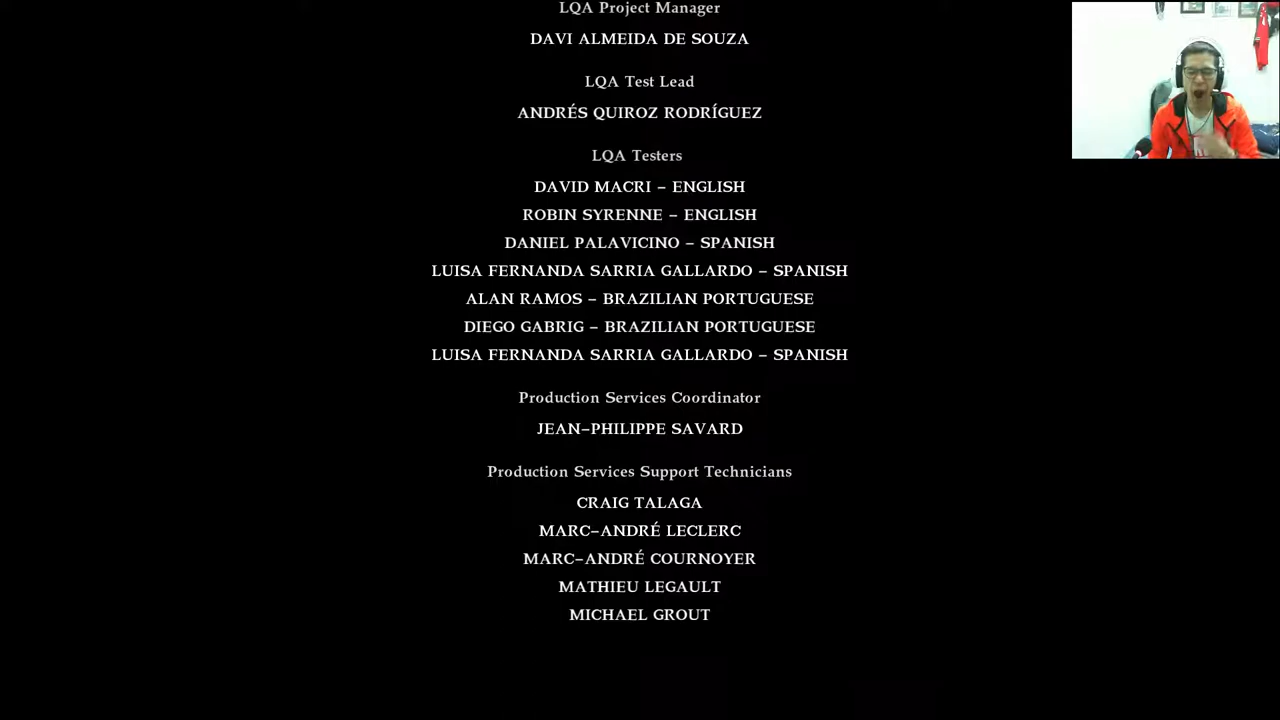 LQA Project Manager
DAVI ALMEIDA DE SOUZA
LQA Test Lead
ANDRÉS QUIROZ RODRÍGUEZ
LQA Testers
DAVID MACRI – ENGLISH
ROBIN SYRENNE – ENGLISH
DANIEL PALAVICINO – SPANISH
LUISA FERNANDA SARRIA GALLARDO – SPANISH
ALAN RAMOS – BRAZILIAN PORTUGUESE
DIEGO GABRIG – BRAZILIAN PORTUGUESE
LUISA FERNANDA SARRIA GALLARDO – SPANISH
Production Services Coordinator
JEAN–PHILIPPE SAVARD
Production Services Support Technicians
CRAIG TALAGA
MARC–ANDRÉ LECLERC
MARC–ANDRÉ COURNOYER
MATHIEU LEGAULT
MICHAEL GROUT